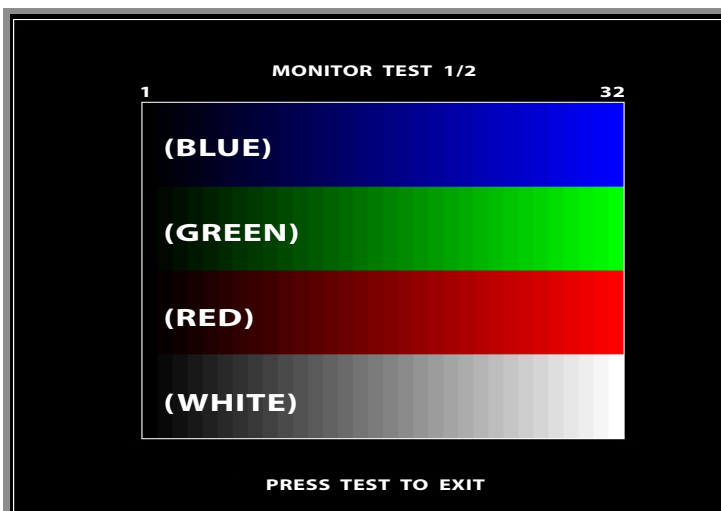 MONITOR TEST 1/2
1 32
(BLUE)
(GREEN)
(RED)
(WHITE)
PRESS TEST TO EXIT